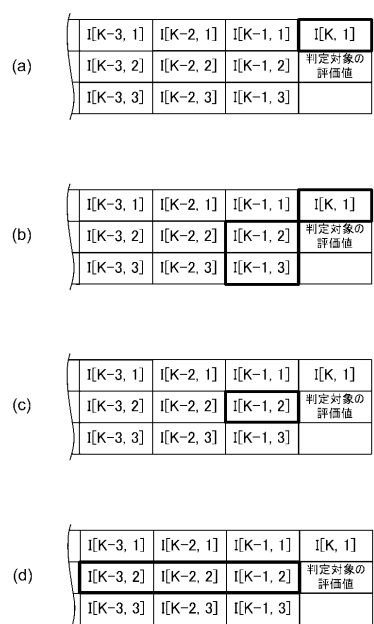 (a)
I[K-3, 1] I[K-2, 1] I[K-1, 1] I[K, 1]
I[K-3, 2] I[K-2, 2] I[K-1, 2] 判定対象の
評価値
I[K-3, 3] I[K-2, 3] I[K-1, 3]
(b)
I[K-3, 1] I[K-2, 1] I[K-1, 1] I[K, 1]
I[K-3, 2] I[K-2, 2] I[K-1, 2] 判定対象の
評価値
I[K-3, 3] I[K-2, 3] I[K-1, 3]
(c)
I[K-3, 1] I[K-2, 1] I[K-1, 1] I[K, 1]
I[K-3, 2] I[K-2, 2] I[K-1, 2] 判定対象の
評価値
I[K-3, 3] I[K-2, 3] I[K-1, 3]
(d)
I[K-3, 1] I[K-2, 1] I[K-1, 1] I[K, 1]
I[K-3, 2] I[K-2, 2] I[K-1, 2] 判定対象の
評価値
I[K-3, 3] I[K-2, 3] I[K-1, 3]